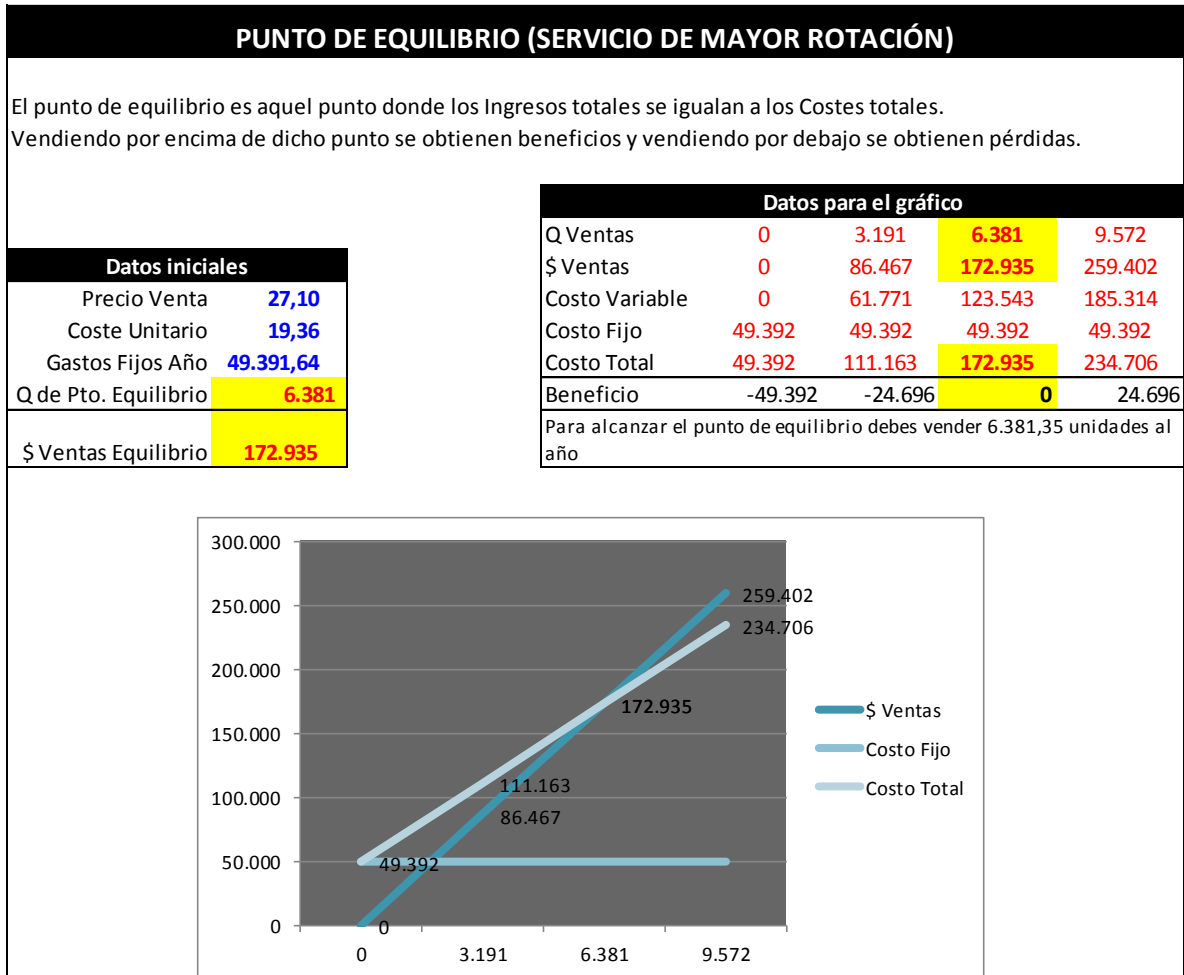 PUNTO DE EQUILIBRIO (SERVICIO DE MAYOR ROTACIÓN)
El punto de equilibrio es aquel punto donde los Ingresos totales se igualan a los Costes totales.
Vendiendo por encima de dicho punto se obtienen beneficios y vendiendo por debajo se obtienen pérdidas.
Datos iniciales
Precio Venta 27,10
Coste Unitario 19,36
Gastos Fijos Año 49.391,64
Q de Pto. Equilibrio 6.381
$ Ventas Equilibrio 172.935
Datos para el gráfico
Q Ventas 0 3.191 6.381 9.572
$ Ventas 0 86.467 172.935 259.402
Costo Variable 0 61.771 123.543 185.314
Costo Fijo 49.392 49.392 49.392 49.392
Costo Total 49.392 111.163 172.935 234.706
Beneficio -49.392 -24.696 0 24.696
Para alcanzar el punto de equilibrio debes vender 6.381,35 unidades al
año
300.000
250.000
200.000
150.000
100.000
50.000
0
259.402
234.706
172.935
111.163
86.467
49.392
0
0 3.191 6.381 9.572
$ Ventas
Costo Fijo
Costo Total